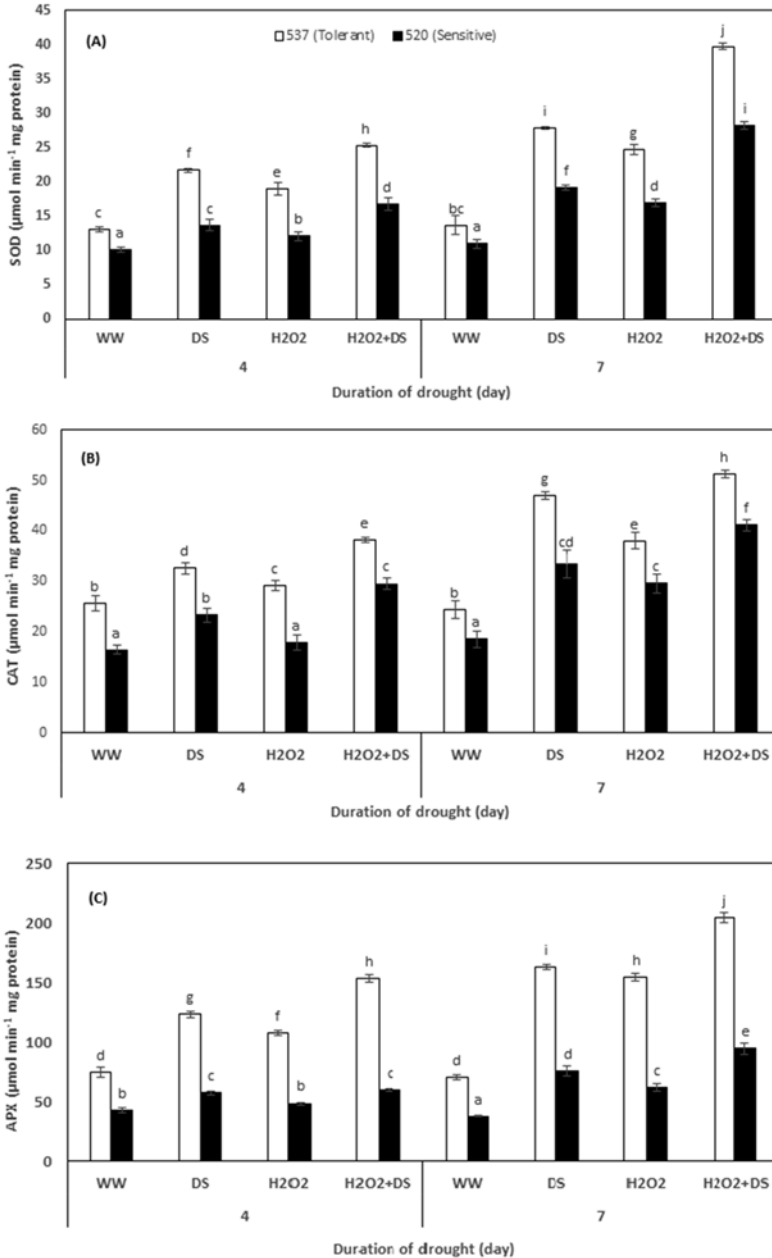 (A)
537 (Tolerant) 520 (Sensitive)
SOD (µmol min-1 mg protein)
45
40
35
30
25
20
15
10
5
0
c a f c e b h d bc a i f g d j i
WW DS H2O2 H2O2+DS WW DS H2O2 H2O2+DS
4 7
Duration of drought (day)
(B)
CAT (µmol min-1 mg protein)
60
50
40
30
20
10
0
b a d b c a e c b a g cd e c h f
WW DS H2O2 H2O2+DS WW DS H2O2 H2O2+DS
4 7
Duration of drought (day)
(C)
APX (µmol min-1 mg protein)
250
200
150
100
50
0
d b g c f b h c d a i d h c j e
WW DS H2O2 H2O2+DS WW DS H2O2 H2O2+DS
4 7
Duration of drought (day)